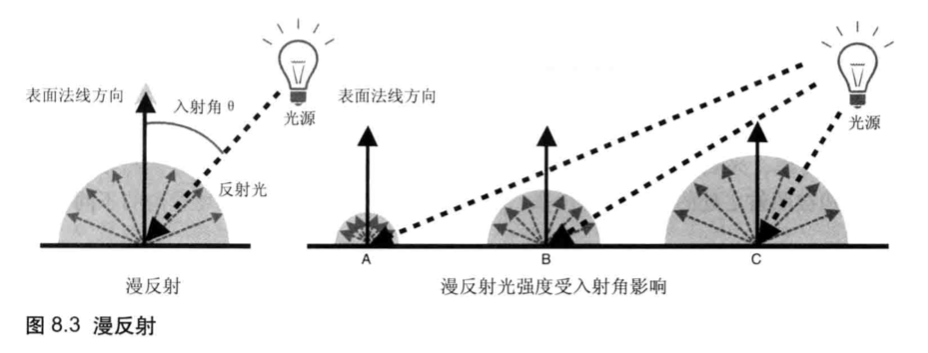 表面法线方向
入射角 θ
光源
反射光
漫反射
表面法线方向
光源
A
B
C
漫反射光强度受入射角影响
图 8.3 漫反射